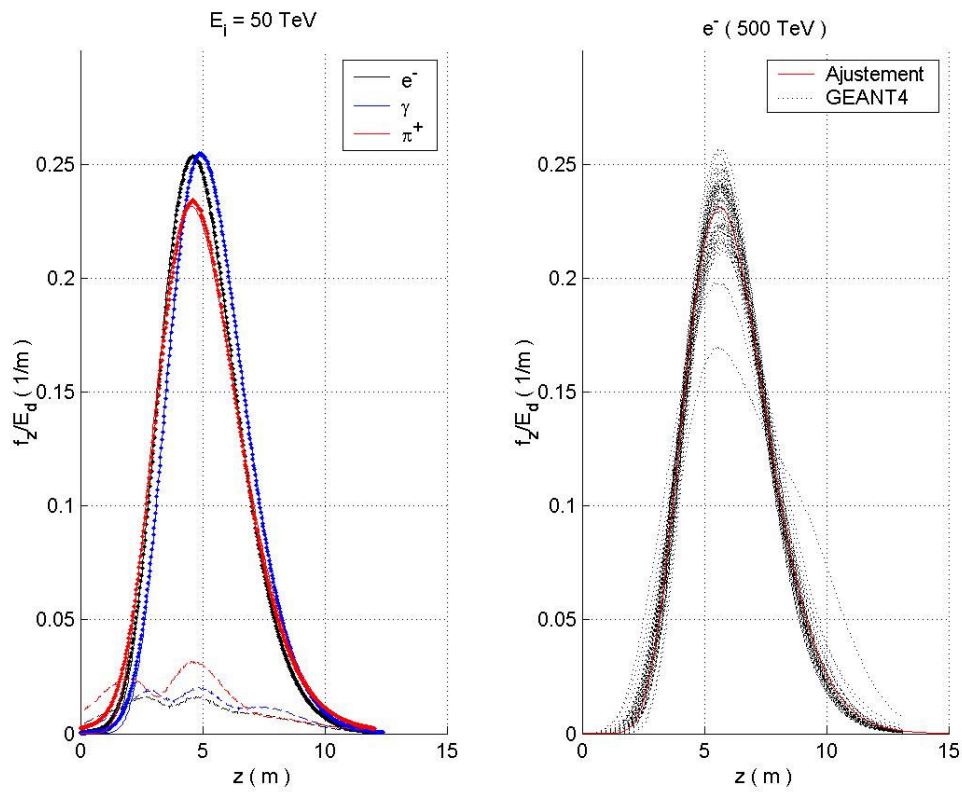 E_i = 50 TeV
e^-
γ
π^+
0.25
0.2
0.15
0.1
0.05
0
f_z/E_d ( 1/m )
0 5 10 15
z ( m )
e^- ( 500 TeV )
Ajustement
GEANT4
0.25
0.2
0.15
0.1
0.05
0
f_z/E_d ( 1/m )
0 5 10 15
z ( m )